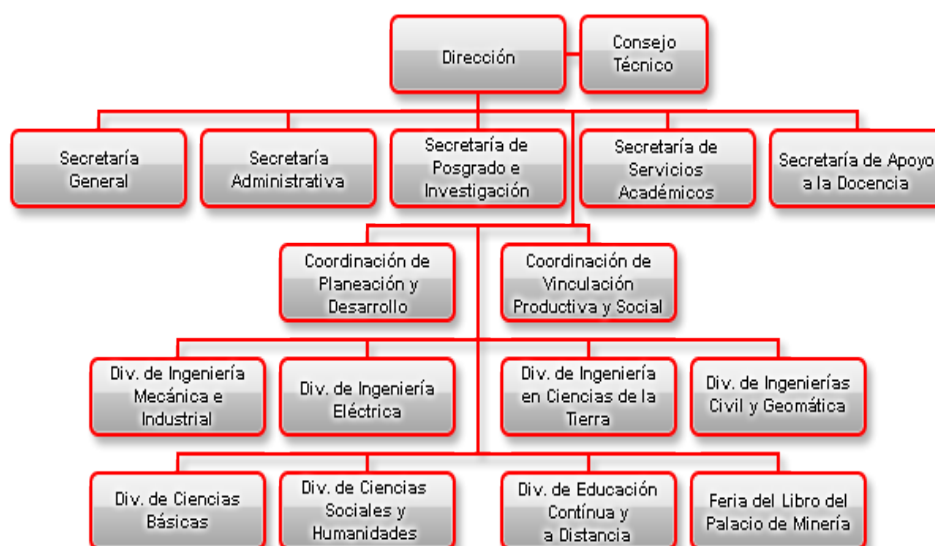 Dirección
Consejo
Técnico
Secretaría
General
Secretaría
Administrativa
Secretaría de
Posgrado e
Investigación
Secretaría de
Servicios
Académicos
Secretaría de Apoyo
a la Docencia
Coordinación de
Planeación y
Desarrollo
Coordinación de
Vinculación
Productiva y Social
Div. de Ingeniería
Mecánica e
Industrial
Div. de Ingeniería
Eléctrica
Div. de Ingeniería
en Ciencias de la
Tierra
Div. de Ingenierías
Civil y Geomática
Div. de Ciencias
Básicas
Div. de Ciencias
Sociales y
Humanidades
Div. de Educación
Contínua y
a Distancia
Feria del Libro del
Palacio de Minería